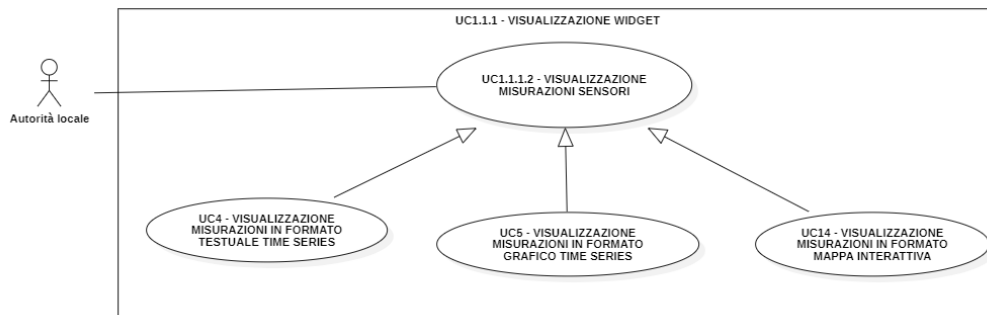 UC1.1.1 - VISUALIZZAZIONE WIDGET
UC1.1.1.2 - VISUALIZZAZIONE
MISURAZIONI SENSORI
Autorità locale
UC4 - VISUALIZZAZIONE
MISURAZIONI IN FORMATO
TESTUALE TIME SERIES
UC5 - VISUALIZZAZIONE
MISURAZIONI IN FORMATO
GRAFICO TIME SERIES
UC14 - VISUALIZZAZIONE
MISURAZIONI IN FORMATO
MAPPA INTERATTIVA